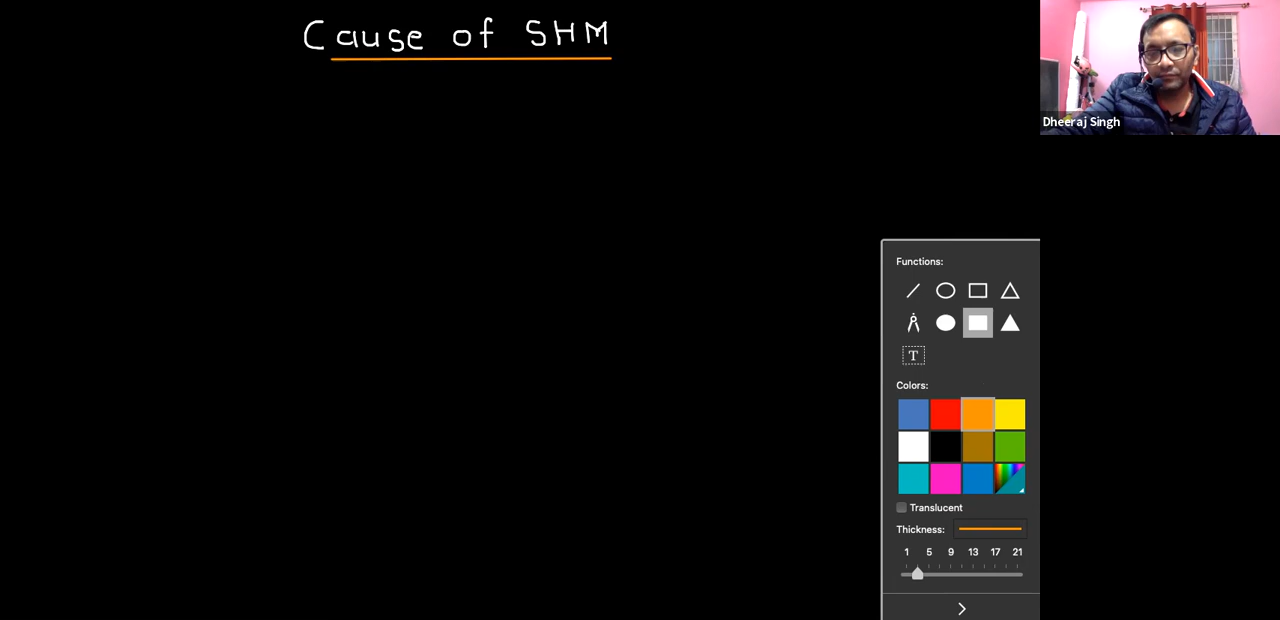 Cause of SHM
Dheeraj Singh
Functions:
T
Colors:
Translucent
Thickness:
1 5 9 13 17 21